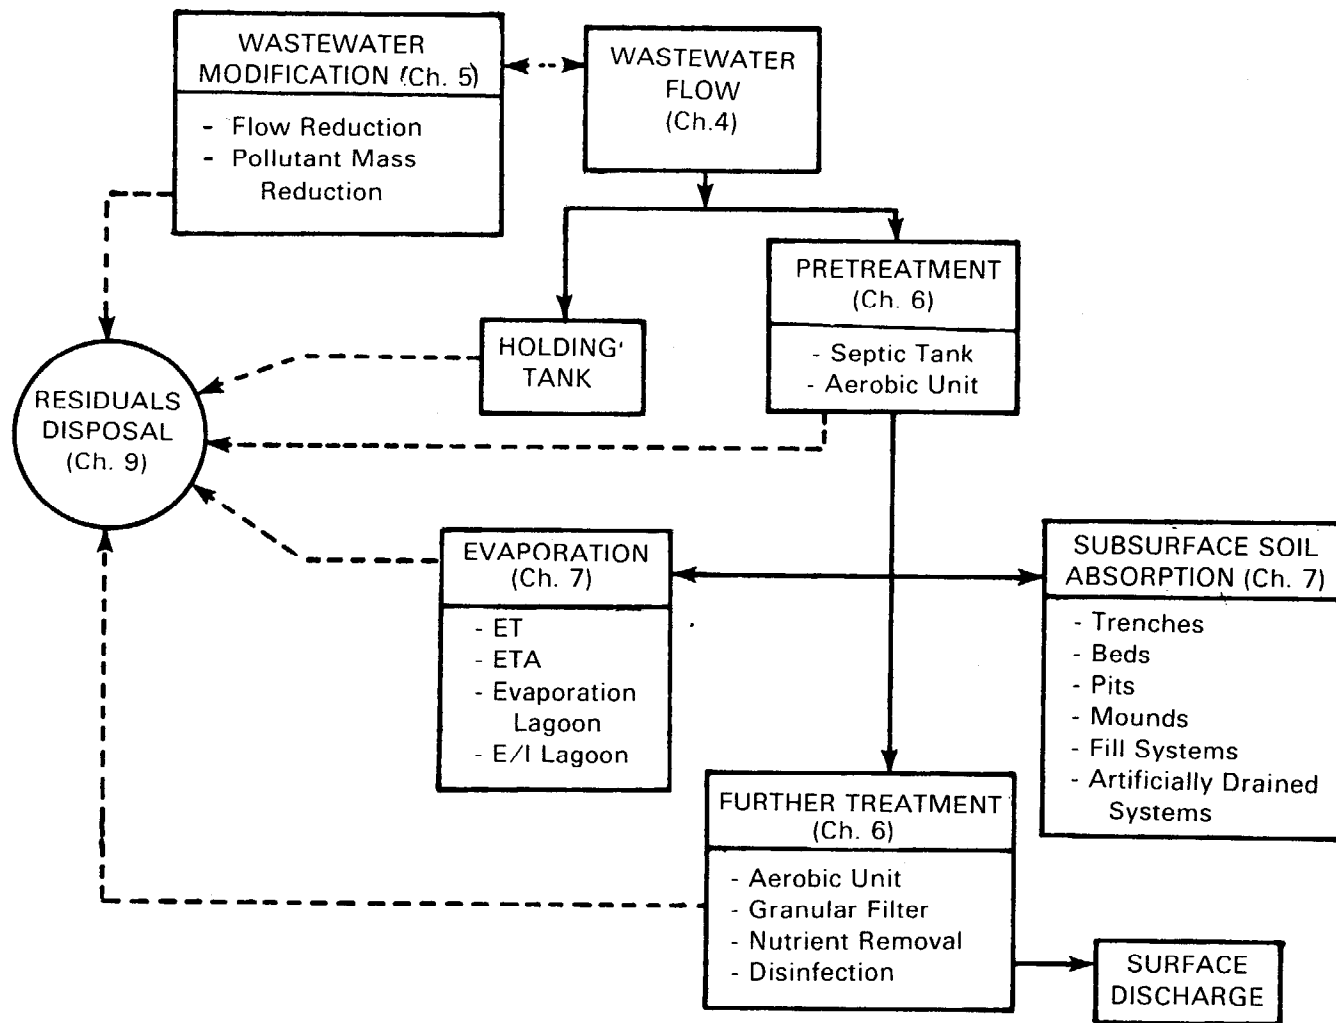 WASTEWATER
MODIFICATION (Ch. 5)
- Flow Reduction
- Pollutant Mass
Reduction
WASTEWATER
FLOW
(Ch.4)
PRETREATMENT
(Ch. 6)
- Septic Tank
- Aerobic Unit
HOLDING
TANK
RESIDUALS
DISPOSAL
(Ch. 9)
EVAPORATION
(Ch. 7)
- ET
- ETA
- Evaporation
Lagoon
- E/I Lagoon
SUBSURFACE SOIL
ABSORPTION (Ch. 7)
- Trenches
- Beds
- Pits
- Mounds
- Fill Systems
- Artificially Drained
Systems
FURTHER TREATMENT
(Ch. 6)
- Aerobic Unit
- Granular Filter
- Nutrient Removal
- Disinfection
SURFACE
DISCHARGE